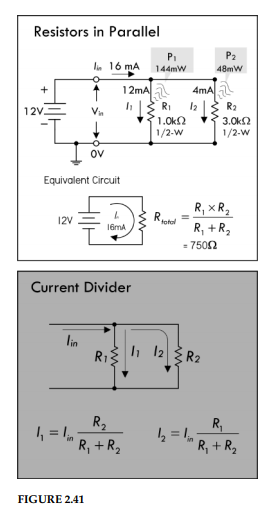 Resistors in Parallel
P₁
144mW
P₂
48mW
Iin 16 mA
12mA
4mA
+
12V
−
Vin
I₁
R₁
1.0kΩ
1/2-W
I₂
R₂
3.0kΩ
1/2-W
0V
Equivalent Circuit
12V
I.
16mA
Rtotal = R₁ × R₂ / R₁ + R₂
= 750Ω
Current Divider
Iin
R₁
I₁
I₂
R₂
I₁ = Iin R₂ / R₁ + R₂
I₂ = Iin R₁ / R₁ + R₂
FIGURE 2.41